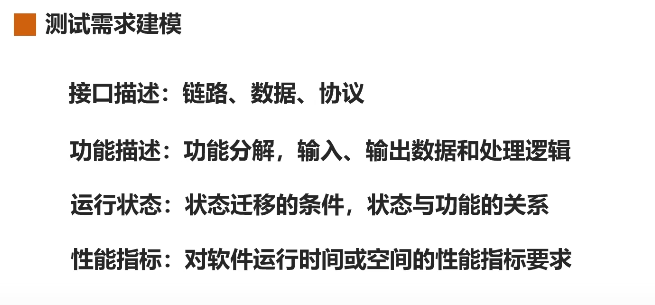 测试需求建模
接口描述：链路、数据、协议
功能描述：功能分解，输入、输出数据和处理逻辑
运行状态：状态迁移的条件，状态与功能的关系
性能指标：对软件运行时间或空间的性能指标要求